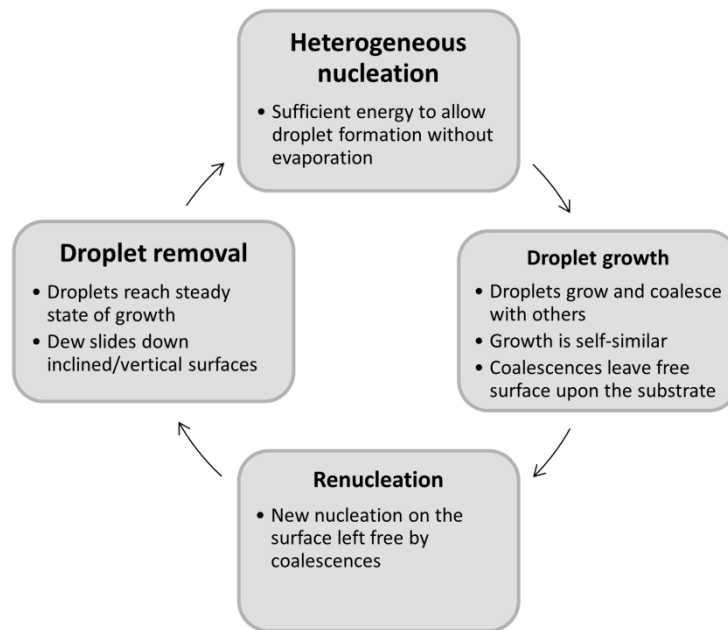 Heterogeneous
nucleation
• Sufficient energy to allow
droplet formation without
evaporation
Droplet growth
• Droplets grow and coalesce
with others
• Growth is self-similar
• Coalescences leave free
surface upon the substrate
Renucleation
• New nucleation on the
surface left free by
coalescences
Droplet removal
• Droplets reach steady
state of growth
• Dew slides down
inclined/vertical surfaces